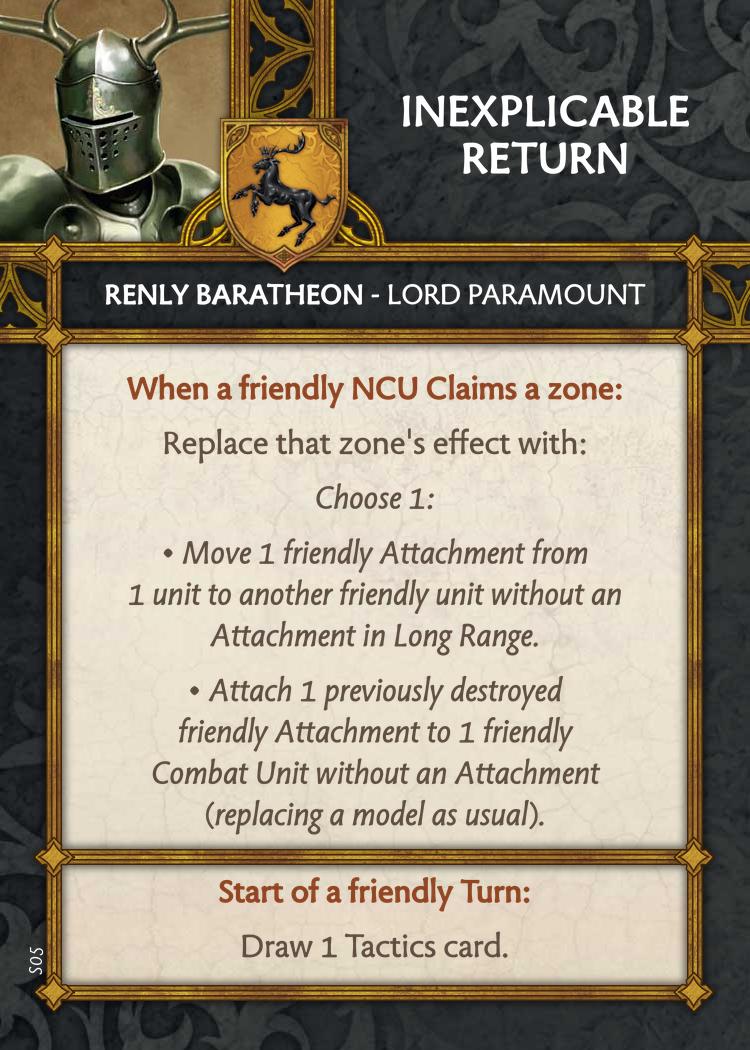 INEXPLICABLE
RETURN
RENLY BARATHEON - LORD PARAMOUNT
When a friendly NCU Claims a zone:
Replace that zone's effect with:
Choose 1:
• Move 1 friendly Attachment from
1 unit to another friendly unit without an
Attachment in Long Range.
• Attach 1 previously destroyed
friendly Attachment to 1 friendly
Combat Unit without an Attachment
(replacing a model as usual).
Start of a friendly Turn:
Draw 1 Tactics card.
S05